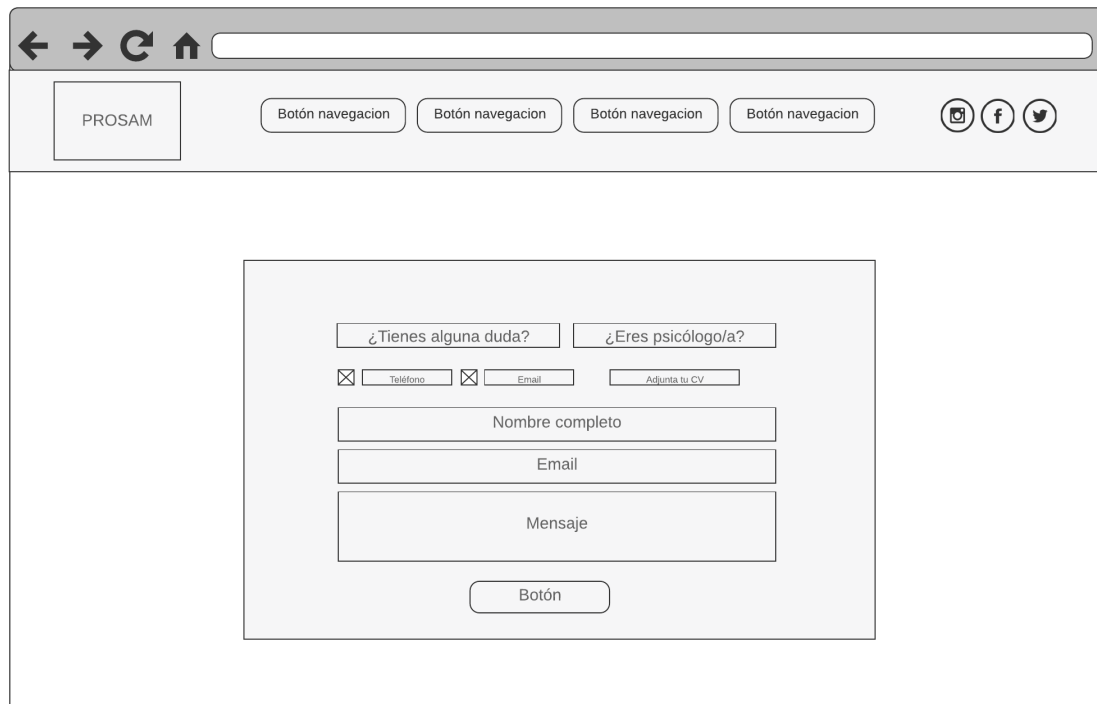 PROSAM
Botón navegacion
Botón navegacion
Botón navegacion
Botón navegacion
¿Tienes alguna duda?
¿Eres psicólogo/a?
Teléfono
Email
Adjunta tu CV
Nombre completo
Email
Mensaje
Botón